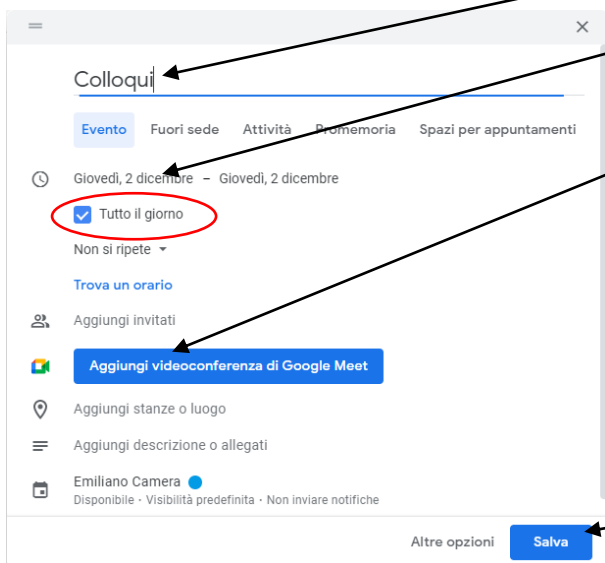 Colloqui
Evento Fuori sede Attività Promemoria Spazi per appuntamenti
Giovedì, 2 dicembre – Giovedì, 2 dicembre
Tutto il giorno
Non si ripete
Trova un orario
Aggiungi invitati
Aggiungi videoconferenza di Google Meet
Aggiungi stanze o luogo
Aggiungi descrizione o allegati
Emiliano Camera
Disponibile · Visibilità predefinita · Non inviare notifiche
Altre opzioni Salva